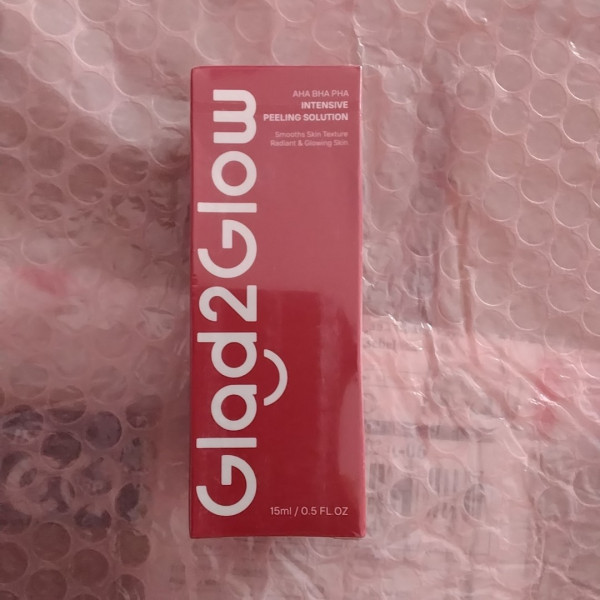 AHA BHA PHA
INTENSIVE
PEELING SOLUTION
Smooths Skin Texture
Radiant & Glowing Skin
Glad2Glow
15ml / 0.5 FL OZ